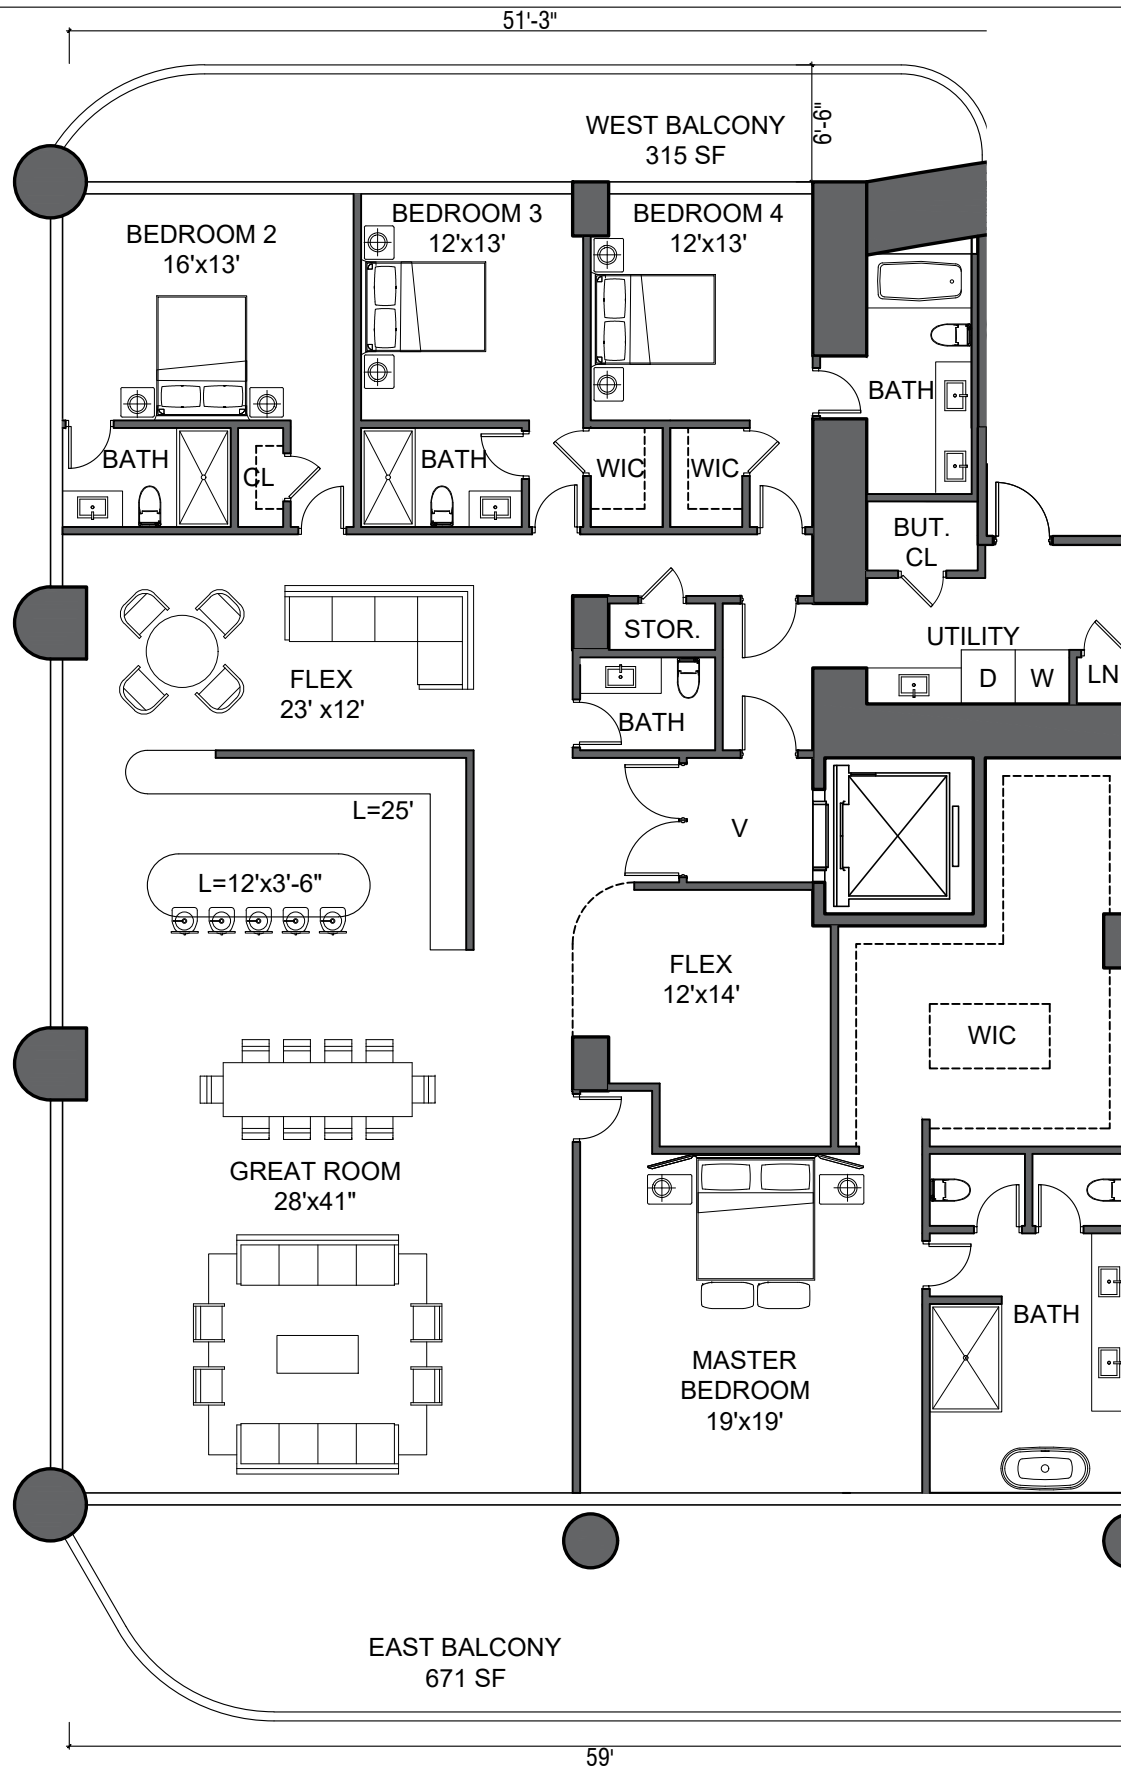 51'-3"
WEST BALCONY
315 SF
6'-6"
BEDROOM 2
16'x13'
BEDROOM 3
12'x13'
BEDROOM 4
12'x13'
BATH
BATH
CL
BATH
WIC
WIC
BUT.
CL
STOR.
UTILITY
D
W
LN
FLEX
23' x12'
BATH
L=25'
V
L=12'x3'-6"
FLEX
12'x14'
WIC
GREAT ROOM
28'x41"
BATH
MASTER
BEDROOM
19'x19'
EAST BALCONY
671 SF
59'